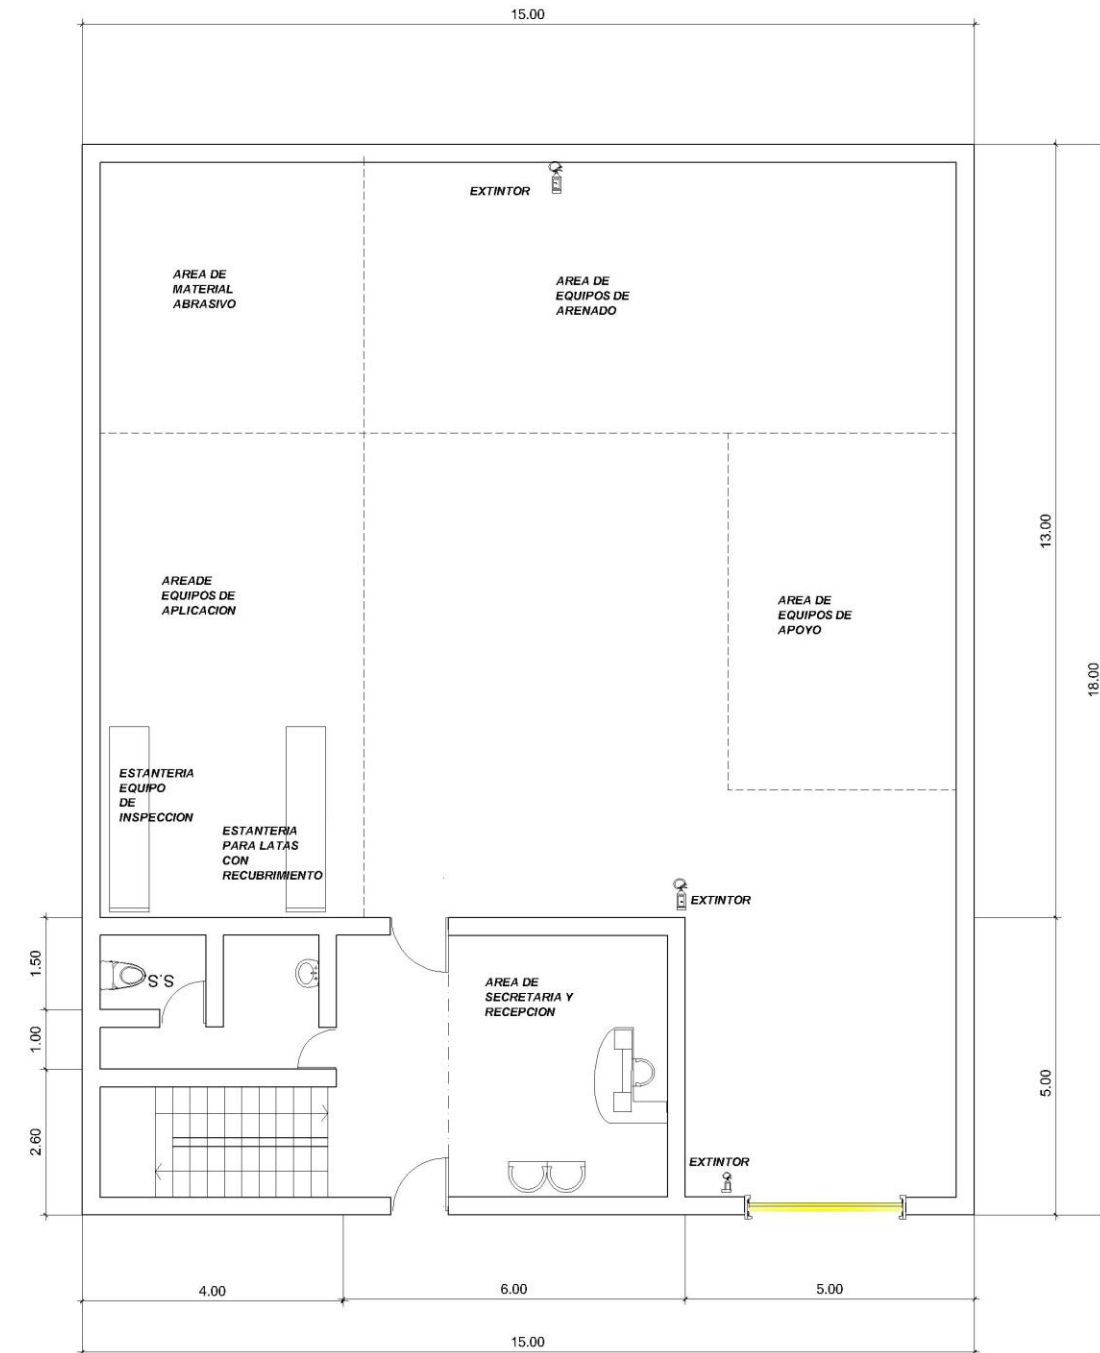 15.00
EXTINTOR
AREA DE
MATERIAL
ABRASIVO
AREA DE
EQUIPOS DE
ARENADO
13.00
18.00
AREADE
EQUIPOS DE
APLICACION
AREA DE
EQUIPOS DE
APOYO
ESTANTERIA
EQUIPO
DE
INSPECCION
ESTANTERIA
PARA LATAS
CON
RECUBRIMIENTO
EXTINTOR
1.50
S.S
AREA DE
SECRETARIA Y
RECEPCION
1.00
5.00
2.60
EXTINTOR
4.00
6.00
5.00
15.00